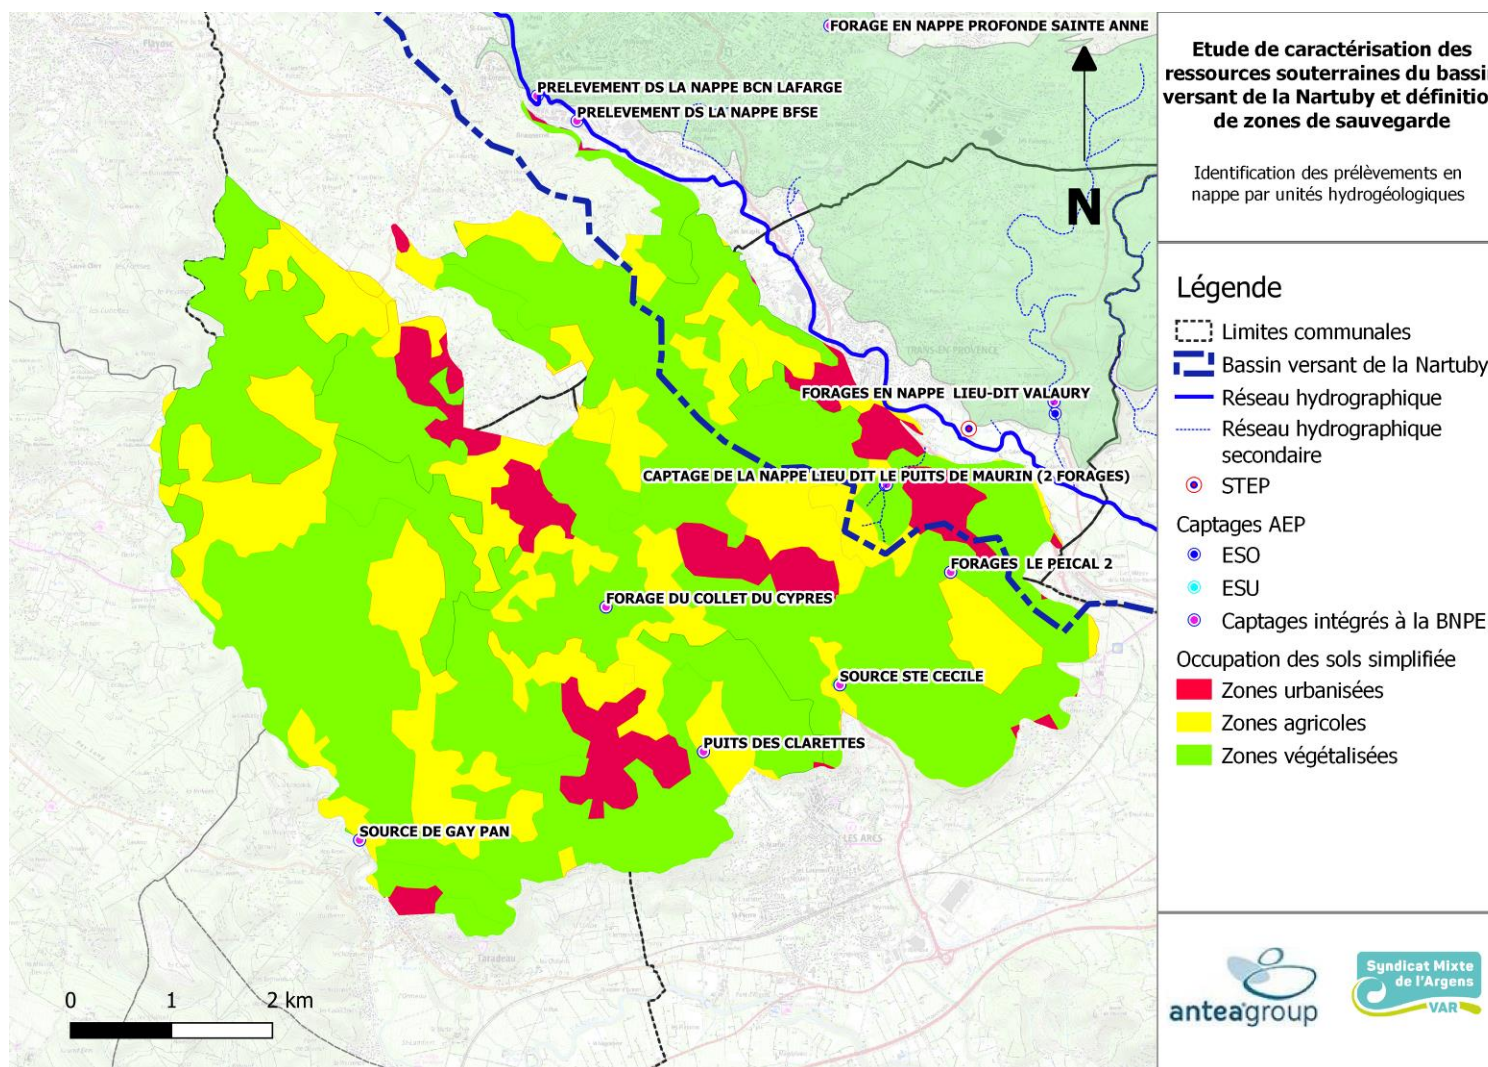 FORAGE EN NAPPE PROFONDE SAINTE ANNE
PRELEVEMENT DS LA NAPPE BCN LAFARGE
PRELEVEMENT DS LA NAPPE BFSE
TRANS-EN-PROVENCE
FORAGES EN NAPPE LIEU-DIT VALAURY
CAPTAGE DE LA NAPPE LIEU DIT LE PUITS DE MAURIN (2 FORAGES)
FORAGES LE PEICAL 2
FORAGE DU COLLET DU CYPRES
SOURCE STE CECILE
PUITS DES CLARETTES
SOURCE DE GAY PAN
LES ARCS
Taradeau
N
0 1 2 km
Etude de caractérisation des
ressources souterraines du bassin
versant de la Nartuby et définitio
de zones de sauvegarde
Identification des prélèvements en
nappe par unités hydrogéologiques
Légende
Limites communales
Bassin versant de la Nartuby
Réseau hydrographique
Réseau hydrographique
secondaire
STEP
Captages AEP
ESO
ESU
Captages intégrés à la BNPE
Occupation des sols simplifiée
Zones urbanisées
Zones agricoles
Zones végétalisées
anteagroup
Syndicat Mixte
de l'Argens
VAR